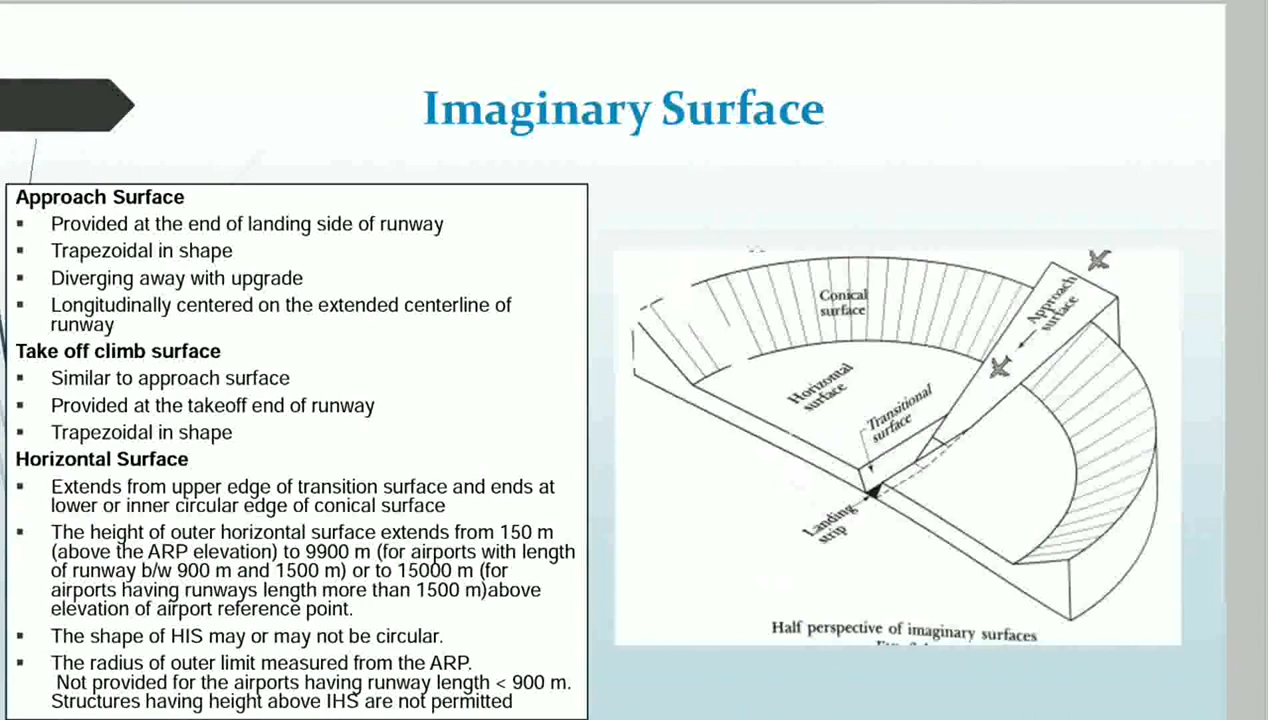 Imaginary Surface
Approach Surface
▪ Provided at the end of landing side of runway
▪ Trapezoidal in shape
▪ Diverging away with upgrade
▪ Longitudinally centered on the extended centerline of
runway
Take off climb surface
▪ Similar to approach surface
▪ Provided at the takeoff end of runway
▪ Trapezoidal in shape
Horizontal Surface
▪ Extends from upper edge of transition surface and ends at
lower or inner circular edge of conical surface
▪ The height of outer horizontal surface extends from 150 m
(above the ARP elevation) to 9900 m (for airports with length
of runway b/w 900 m and 1500 m) or to 15000 m (for
airports having runways length more than 1500 m)above
elevation of airport reference point.
▪ The shape of HIS may or may not be circular.
▪ The radius of outer limit measured from the ARP.
Not provided for the airports having runway length < 900 m.
Structures having height above IHS are not permitted
Conical
surface
Approach
surface
Horizontal
surface
Transitional
surface
Landing
strip
Half perspective of imaginary surfaces